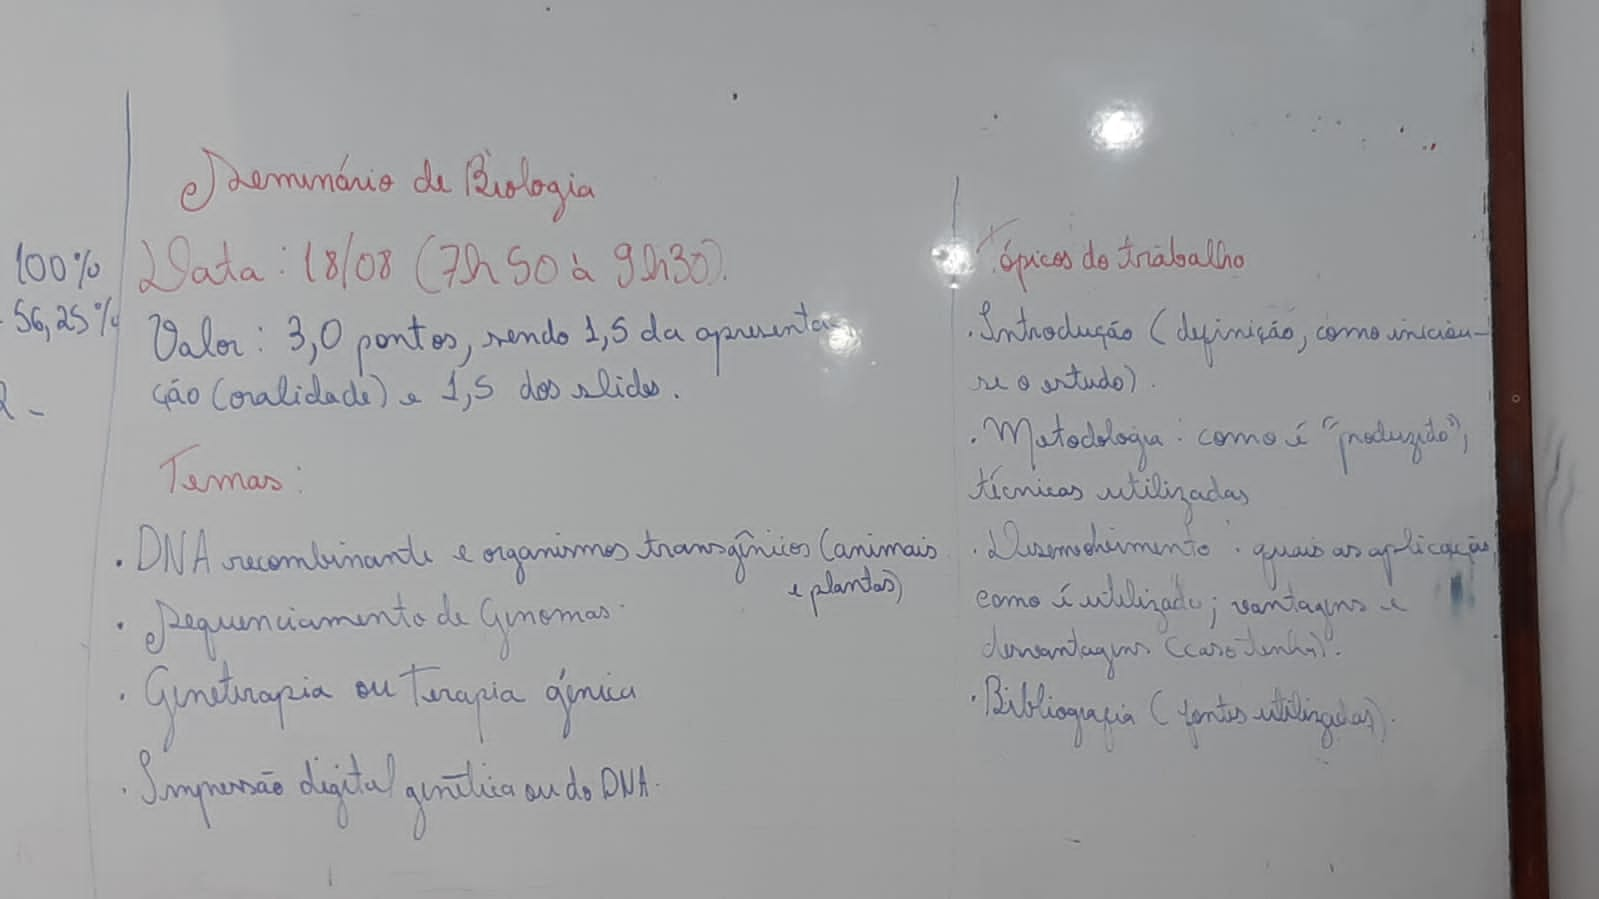 100%
56,25%
Seminário de Biologia
Data: 18/08 (7h50 à 9h30).
Valor: 3,0 pontos, sendo 1,5 da apresenta-
ção (oralidade) e 1,5 dos slides.
Temas:
· DNA recombinante e organismos transgênicos (animais
e plantas)
· Sequenciamento de Genomas.
· Geneterapia ou Terapia gênica
· Impressão digital genética ou do DNA.
Tópicos do trabalho
· Introdução (definição, como iniciou-
se o estudo).
· Metodologia: como é "produzido",
técnicas utilizadas
· Desenvolvimento: quais as aplicações,
como é utilizado; vantagens e
desvantagens (caso tenha).
· Bibliografia (fontes utilizadas).